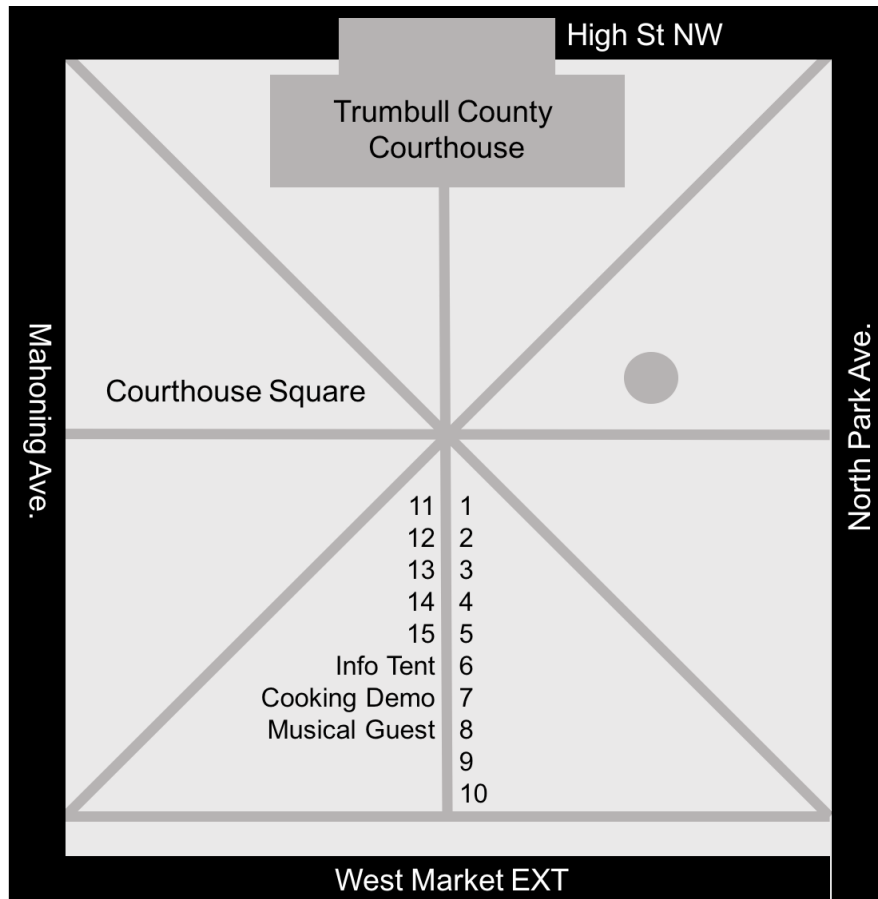 High St NW
Trumbull County
Courthouse
Mahoning Ave.
North Park Ave.
Courthouse Square
11 1
12 2
13 3
14 4
15 5
Info Tent 6
Cooking Demo 7
Musical Guest 8
9
10
West Market EXT